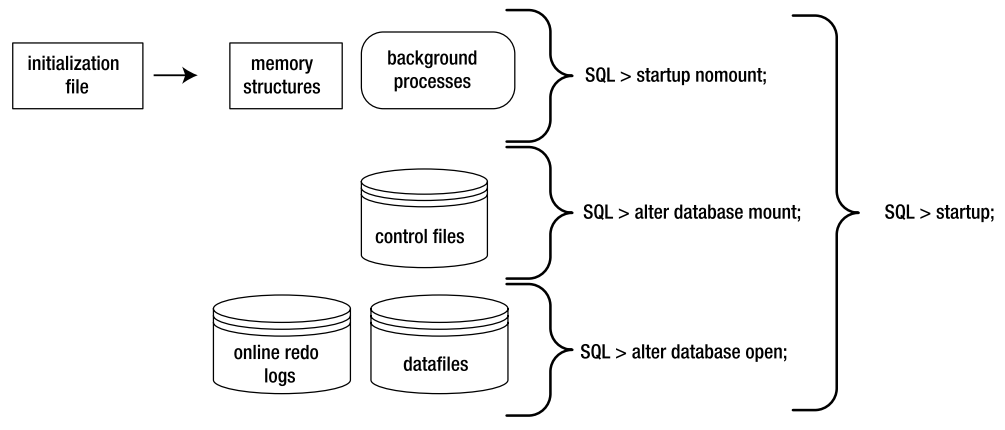 initialization
file
memory
structures
background
processes
SQL > startup nomount;
control files
SQL > alter database mount;
SQL > startup;
online redo
logs
datafiles
SQL > alter database open;